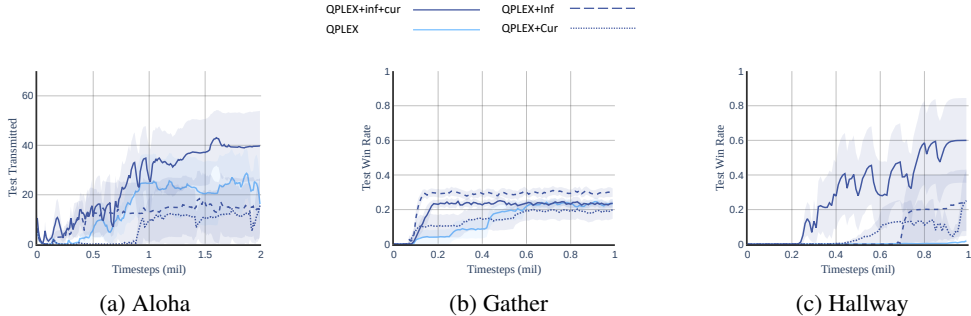 QPLEX+inf+cur
QPLEX+Inf
QPLEX
QPLEX+Cur
Test Transmitted
60
40
20
0
0
0.5
1
1.5
2
Timesteps (mil)
(a) Aloha
Test Win Rate
1
0.8
0.6
0.4
0.2
0
0
0.2
0.4
0.6
0.8
1
Timesteps (mil)
(b) Gather
Test Win Rate
1
0.8
0.6
0.4
0.2
0
0
0.2
0.4
0.6
0.8
1
Timesteps (mil)
(c) Hallway